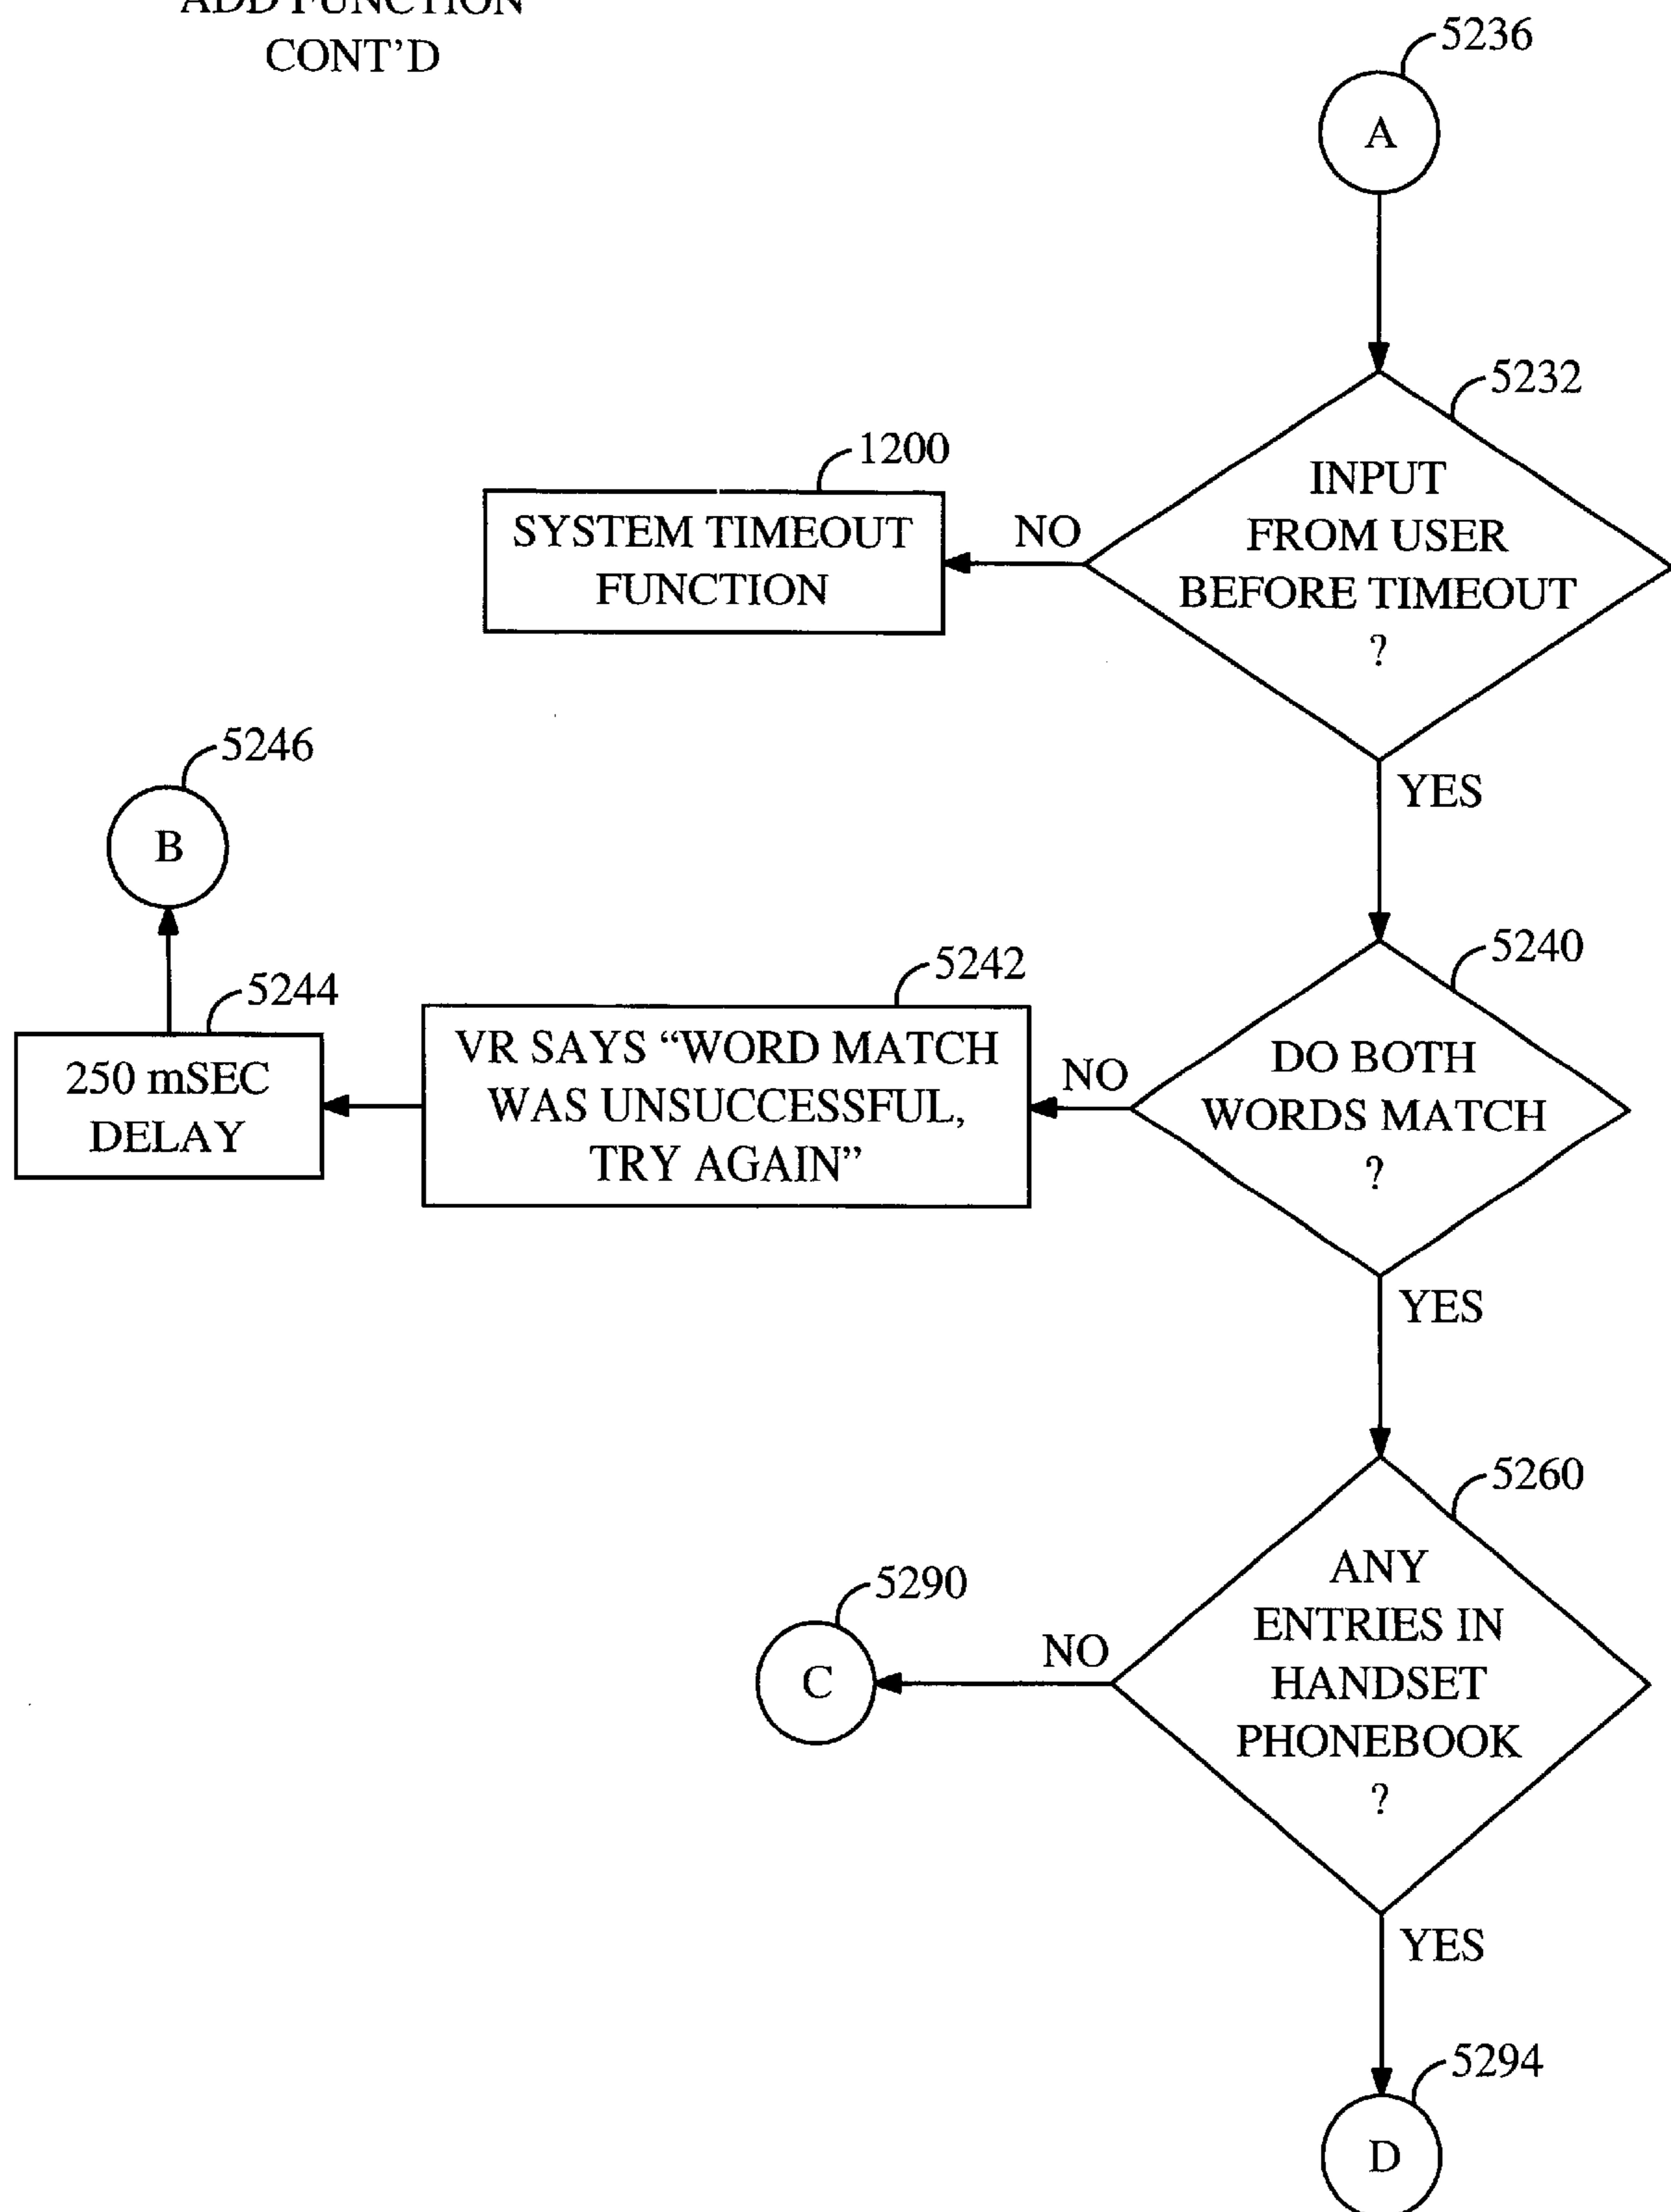 ADD FUNCTION
CONT’D
5236
A
5232
INPUT
FROM USER
BEFORE TIMEOUT
?
1200
SYSTEM TIMEOUT
FUNCTION
NO
YES
5246
B
5244
250 mSEC
DELAY
5242
VR SAYS “WORD MATCH
WAS UNSUCCESSFUL,
TRY AGAIN”
NO
5240
DO BOTH
WORDS MATCH
?
YES
5260
ANY
ENTRIES IN
HANDSET
PHONEBOOK
?
5290
C
NO
YES
5294
D